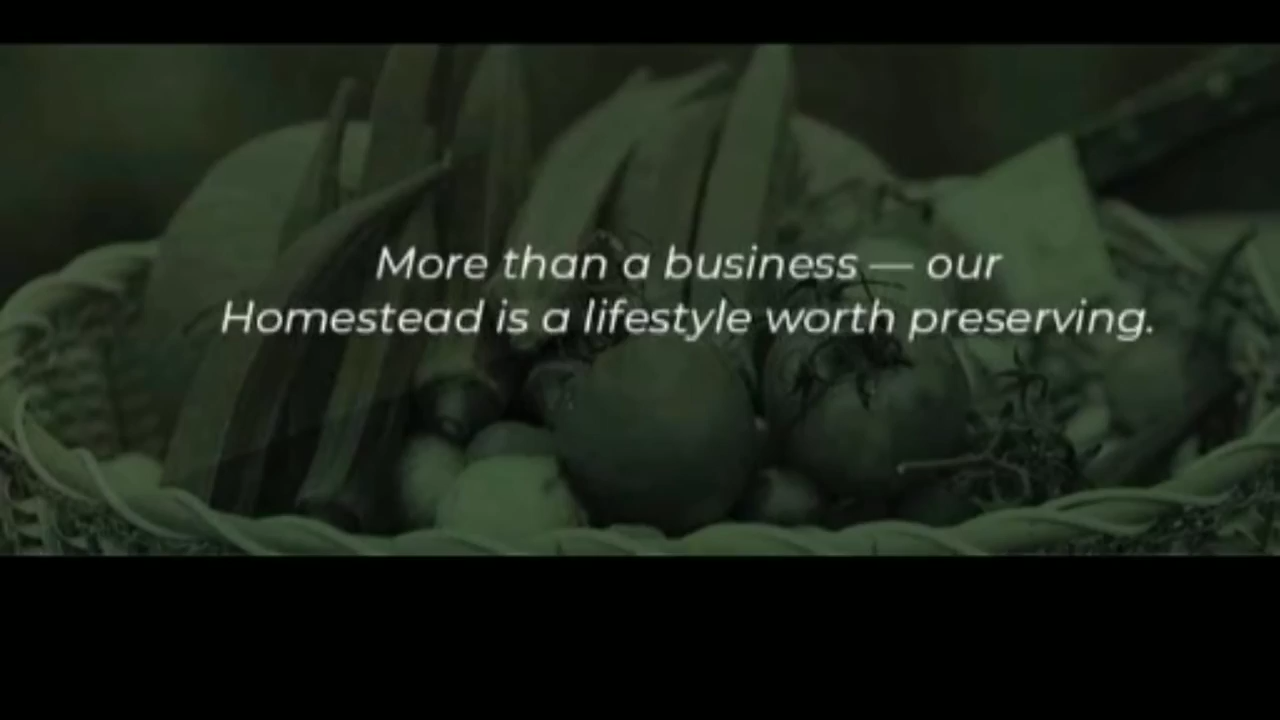 More than a business — our
Homestead is a lifestyle worth preserving.